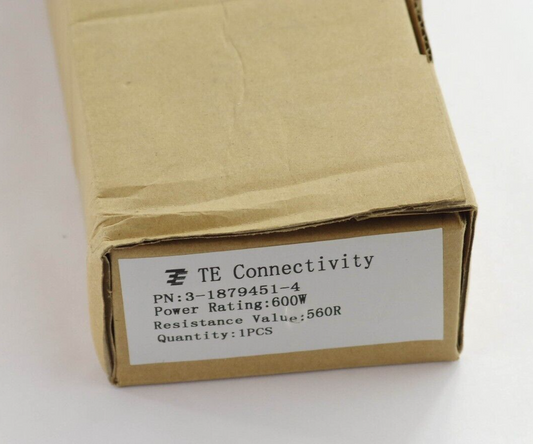 TE Connectivity
PN:3-1879451-4
Power Rating:600W
Resistance Value:560R
Quantity:1PCS